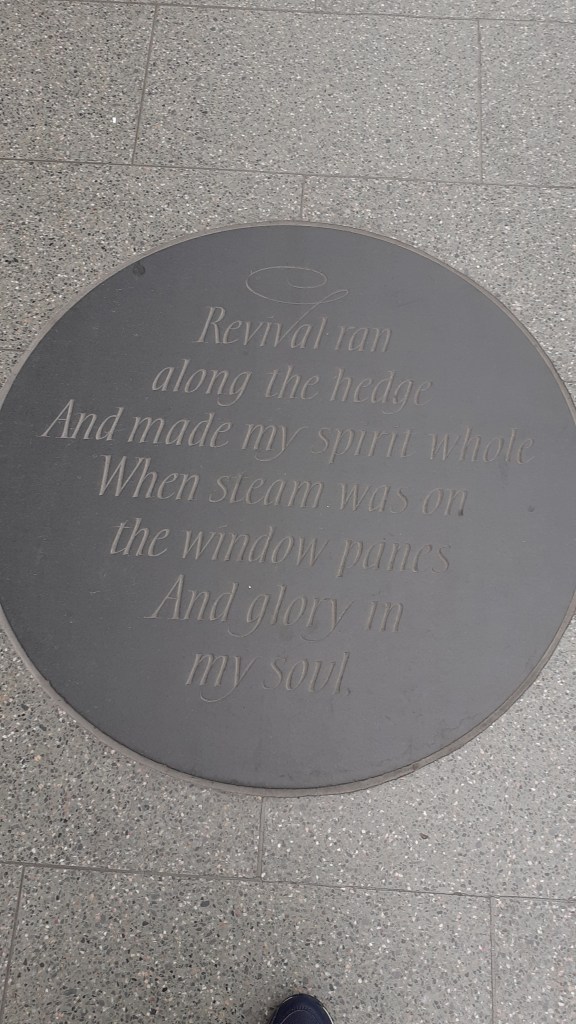 Revival ran
along the hedge
And made my spirit whole
When steam was on
the window panes
And glory in
my soul.